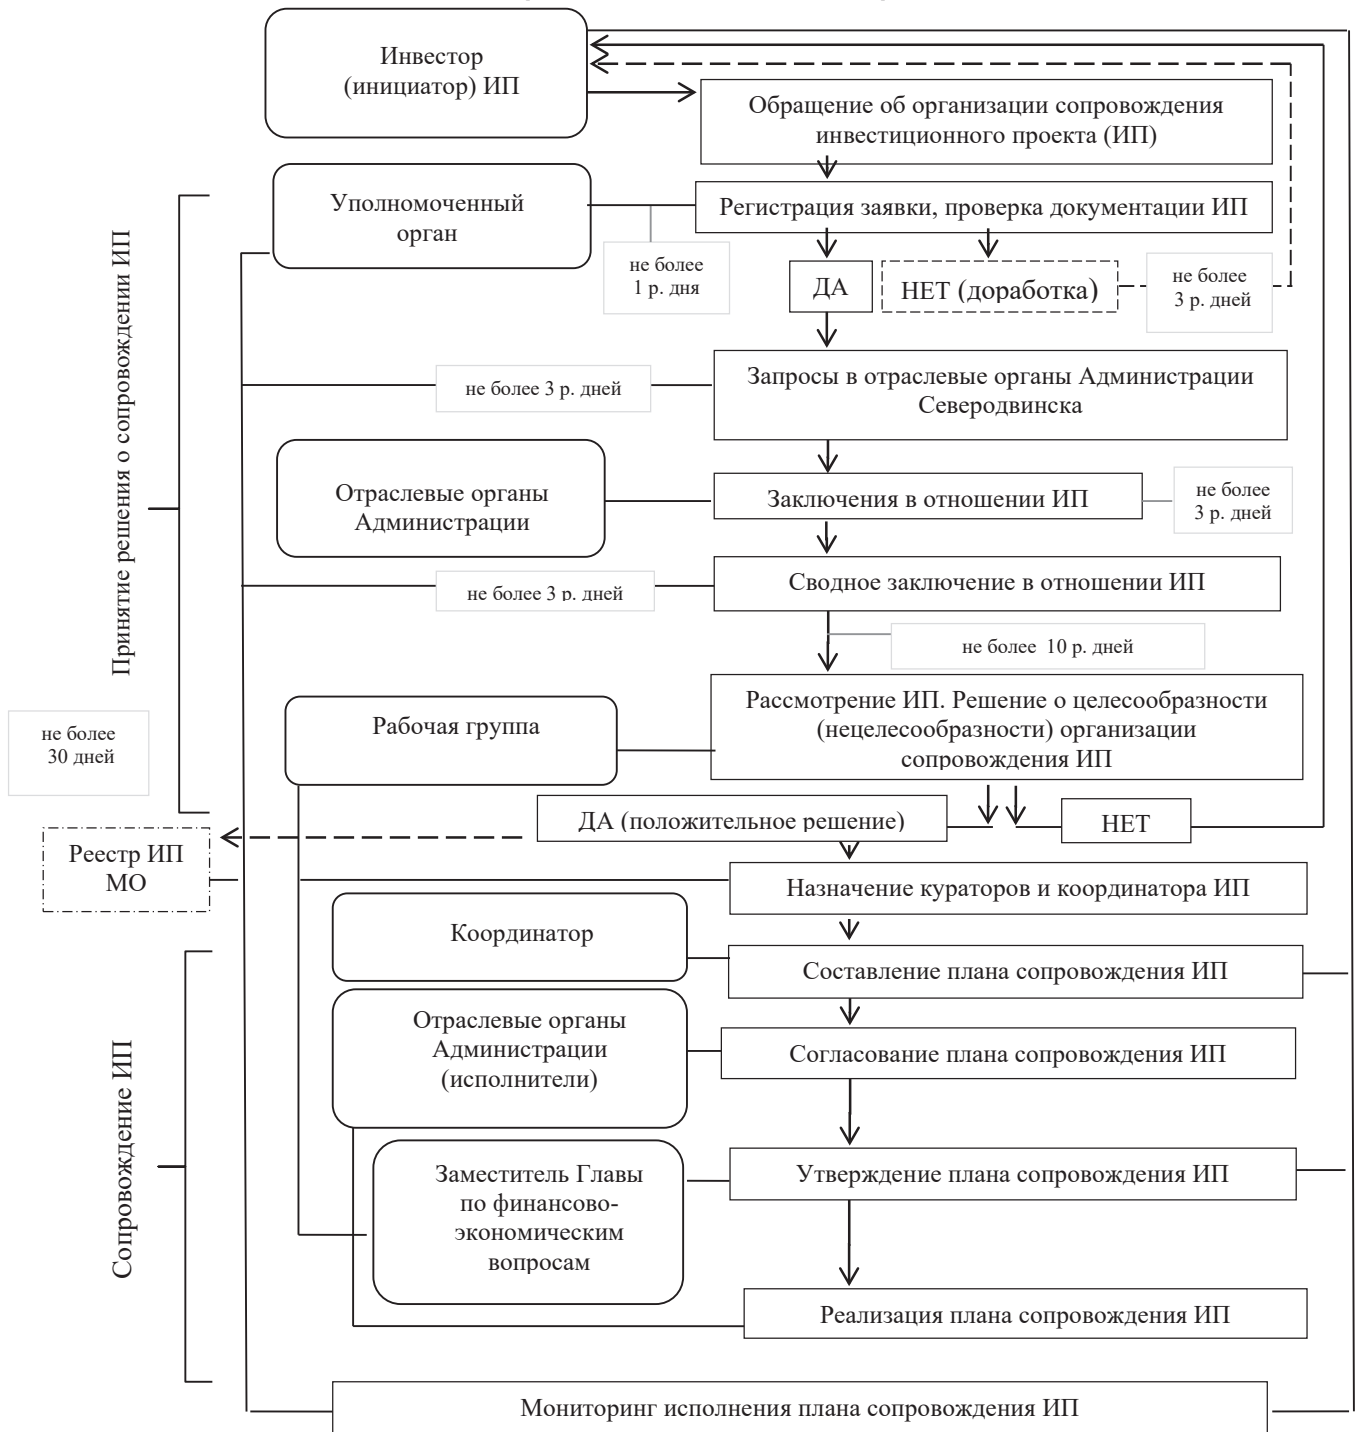 Инвестор
(инициатор) ИП
Обращение об организации сопровождения
инвестиционного проекта (ИП)
Уполномоченный
орган
Регистрация заявки, проверка документации ИП
не более
1 р. дня
ДА
НЕТ (доработка)
не более
3 р. дней
Принятие решения о сопровождении ИП
не более 3 р. дней
Запросы в отраслевые органы Администрации
Северодвинска
Отраслевые органы
Администрации
Заключения в отношении ИП
не более
3 р. дней
не более 3 р. дней
Сводное заключение в отношении ИП
не более 10 р. дней
не более
30 дней
Рабочая группа
Рассмотрение ИП. Решение о целесообразности
(нецелесообразности) организации
сопровождения ИП
ДА (положительное решение)
НЕТ
Реестр ИП
МО
Назначение кураторов и координатора ИП
Координатор
Составление плана сопровождения ИП
Сопровождение ИП
Отраслевые органы
Администрации
(исполнители)
Согласование плана сопровождения ИП
Заместитель Главы
по финансово-
экономическим
вопросам
Утверждение плана сопровождения ИП
Реализация плана сопровождения ИП
Мониторинг исполнения плана сопровождения ИП